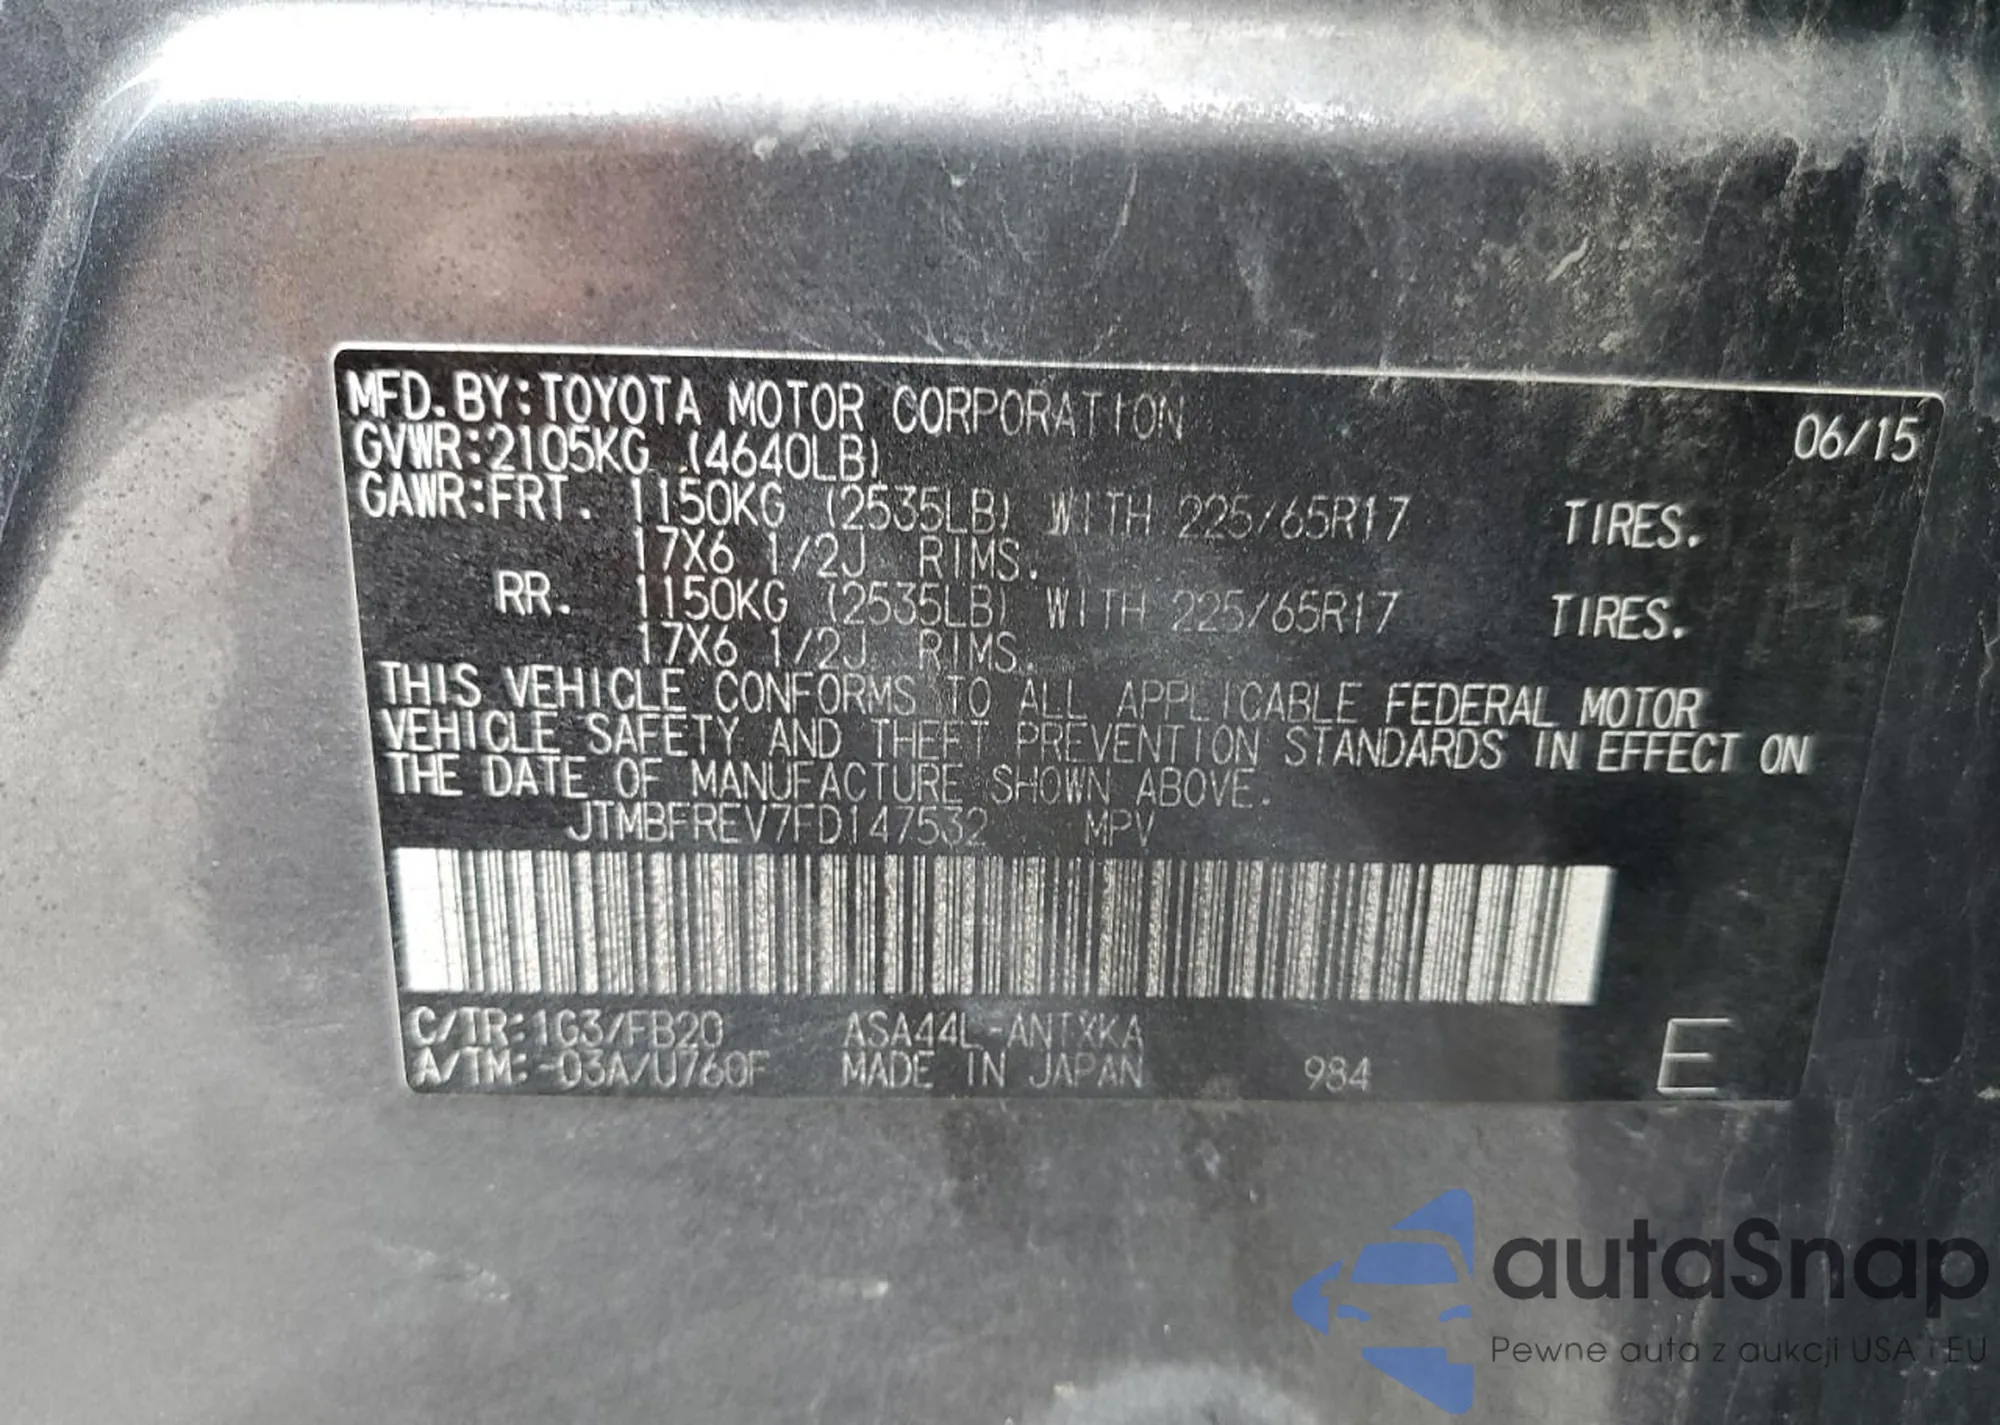 MFD.BY:TOYOTA MOTOR CORPORATION 06/15
GVWR:2105KG (4640LB)
GAWR:FRT. 1150KG (2535LB) WITH 225/65R17 TIRES.
17X6 1/2J RIMS.
RR. 1150KG (2535LB) WITH 225/65R17 TIRES.
17X6 1/2J RIMS.
THIS VEHICLE CONFORMS TO ALL APPLICABLE FEDERAL MOTOR
VEHICLE SAFETY AND THEFT PREVENTION STANDARDS IN EFFECT ON
THE DATE OF MANUFACTURE SHOWN ABOVE.
JTMBFREV7FD147532 MPV
C/TR:1G3/FB20 ASA44L-ANTXKA
A/TM:-03A/U760F MADE IN JAPAN 984 E
autaSnap
Pewne auta z aukcji USA i EU